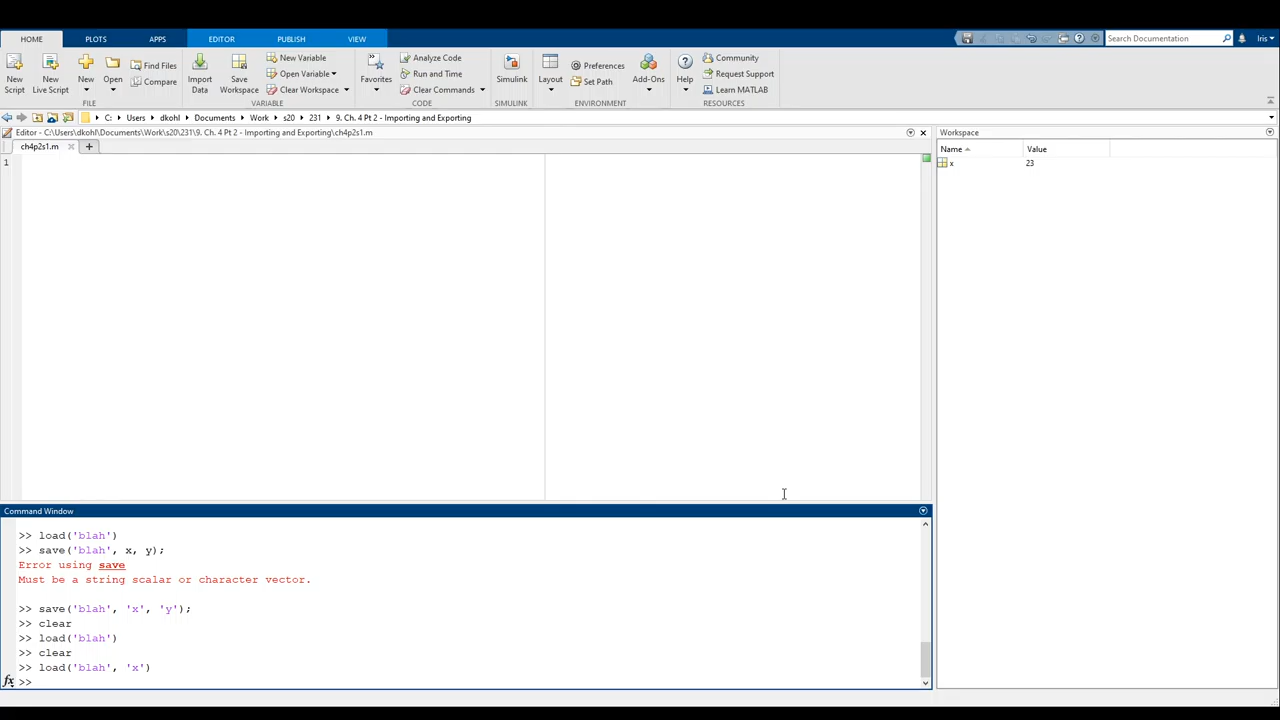 HOME PLOTS APPS EDITOR PUBLISH VIEW Search Documentation Iris
New Script
New Live Script
New
Open
Find Files
Compare
Import Data
Save Workspace
New Variable
Open Variable
Clear Workspace
Favorites
Analyze Code
Run and Time
Clear Commands
Simulink
Layout
Preferences
Set Path
Add-Ons
Help
Community
Request Support
Learn MATLAB
FILE VARIABLE CODE SIMULINK ENVIRONMENT RESOURCES
C: Users dkohl Documents Work s20 231 9. Ch. 4 Pt 2 - Importing and Exporting
Editor - C:\Users\dkohl\Documents\Work\s20\231\9. Ch. 4 Pt 2 - Importing and Exporting\ch4p2s1.m
ch4p2s1.m
1
Workspace
Name Value
x 23
Command Window
>> load('blah')
>> save('blah', x, y);
Error using save
Must be a string scalar or character vector.
>> save('blah', 'x', 'y');
>> clear
>> load('blah')
>> clear
>> load('blah', 'x')
fx >>